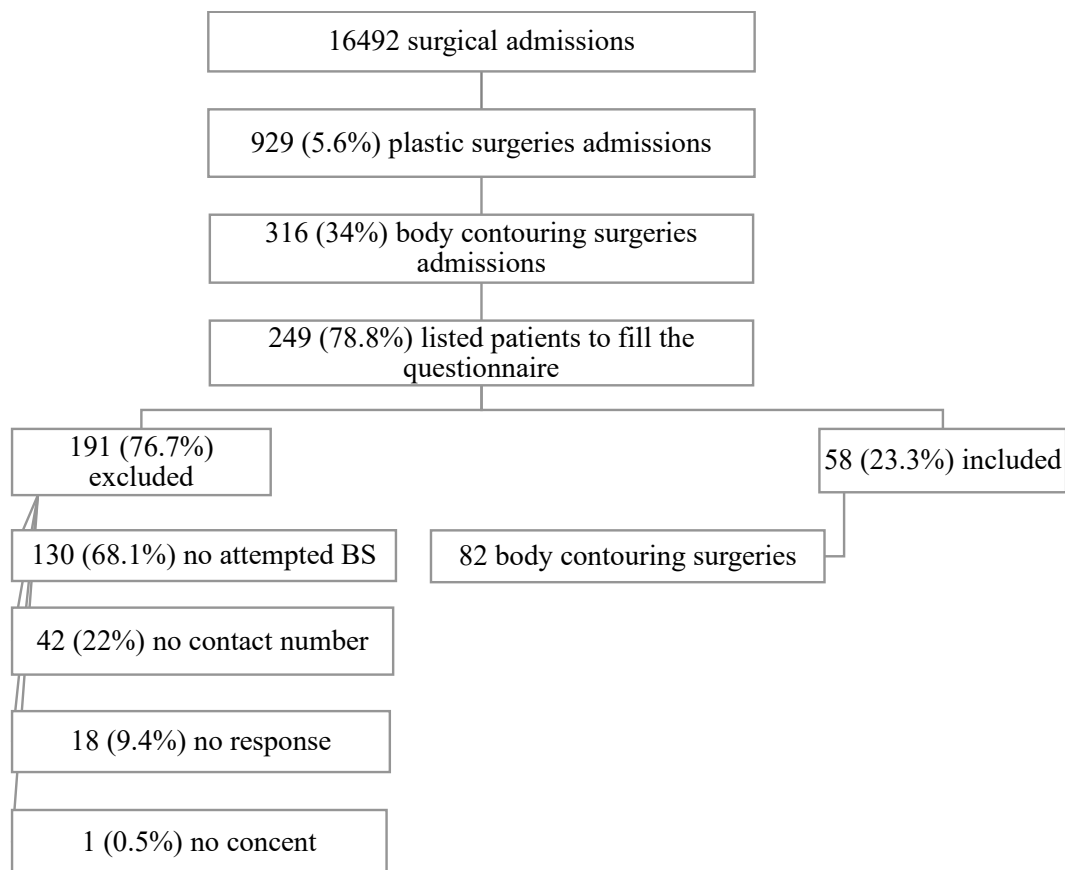 16492 surgical admissions
929 (5.6%) plastic surgeries admissions
316 (34%) body contouring surgeries
admissions
249 (78.8%) listed patients to fill the
questionnaire
191 (76.7%)
excluded
58 (23.3%) included
130 (68.1%) no attempted BS
82 body contouring surgeries
42 (22%) no contact number
18 (9.4%) no response
1 (0.5%) no concent